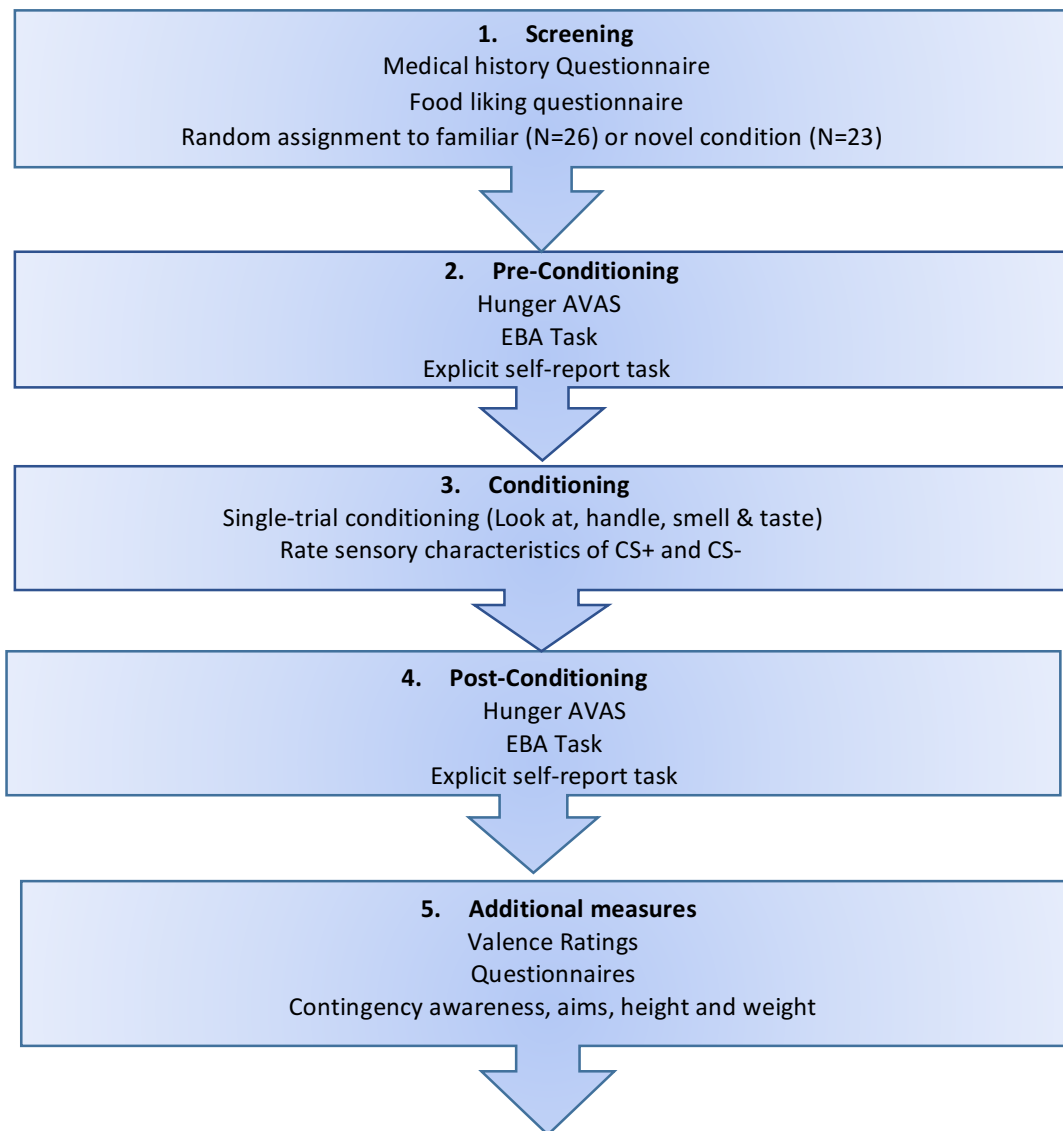 1. Screening
Medical history Questionnaire
Food liking questionnaire
Random assignment to familiar (N=26) or novel condition (N=23)
2. Pre-Conditioning
Hunger AVAS
EBA Task
Explicit self-report task
3. Conditioning
Single-trial conditioning (Look at, handle, smell & taste)
Rate sensory characteristics of CS+ and CS-
4. Post-Conditioning
Hunger AVAS
EBA Task
Explicit self-report task
5. Additional measures
Valence Ratings
Questionnaires
Contingency awareness, aims, height and weight